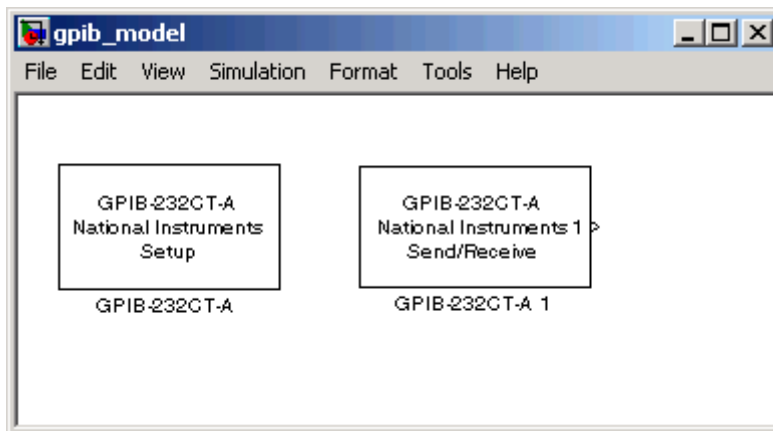 gpib_model
File Edit View Simulation Format Tools Help
GPIB-232CT-A
National Instruments
Setup
GPIB-232CT-A
GPIB-232CT-A
National Instruments 1
Send/Receive
GPIB-232CT-A 1